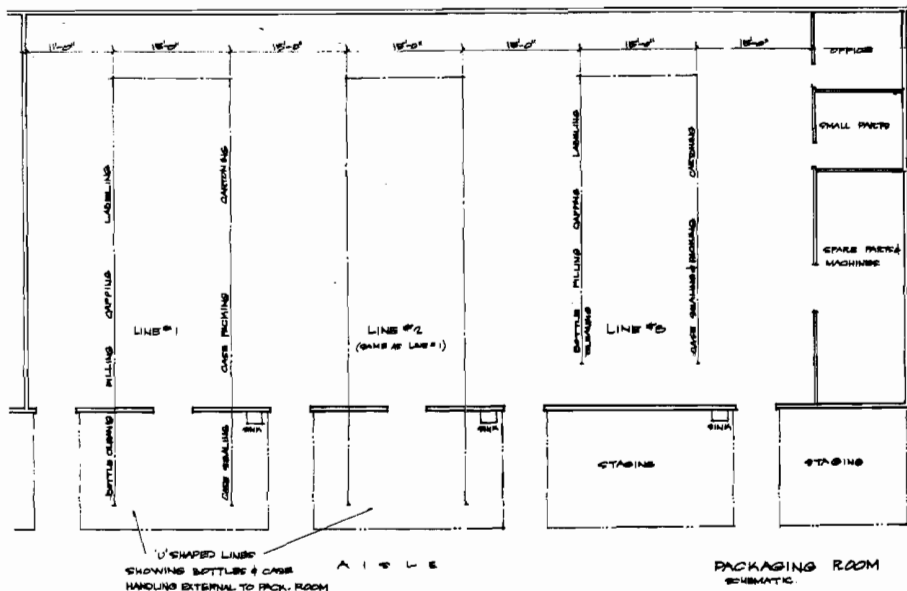 11'-0" 15'-0" 15'-0" 15'-0" 15'-0" 15'-0" 15'-0"
OFFICE
SMALL PARTS
SPARE PARTS &
MACHINES
BOTTLE CLEANING FILLING CAPPING LABELING
CARTONING CASE PACKING CASE SEALING
LINE #1
LINE #2
(SAME AS LINE #1)
BOTTLE
CLEANING
FILLING CAPPING LABELING
LINE #3
CASE SEALING & PACKING CARTONING
SINK
SINK
SINK
STAGING
STAGING
'U' SHAPED LINES
SHOWING BOTTLES & CASE
HANDLING EXTERNAL TO PACK. ROOM
AISLE
PACKAGING ROOM
SCHEMATIC